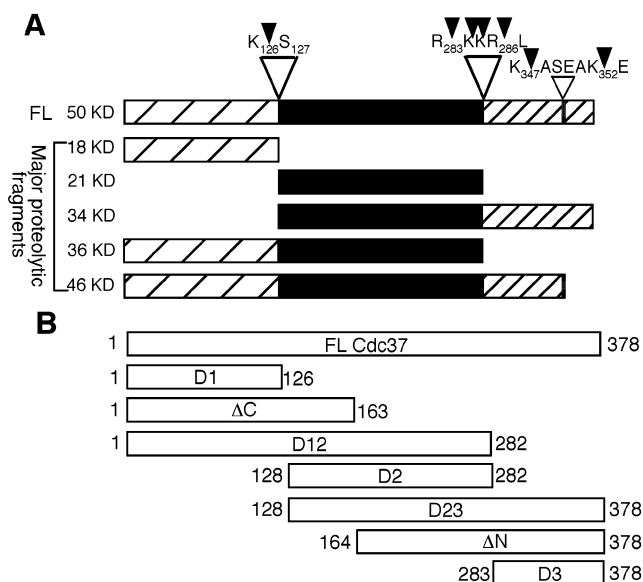 A
K126S127
R283KKR286L
K347ASEAK352E
FL 50 KD
Major proteolytic
fragments
18 KD
21 KD
34 KD
36 KD
46 KD
B
1 FL Cdc37 378
1 D1 126
1 ΔC 163
1 D12 282
128 D2 282
128 D23 378
164 ΔN 378
283 D3 378